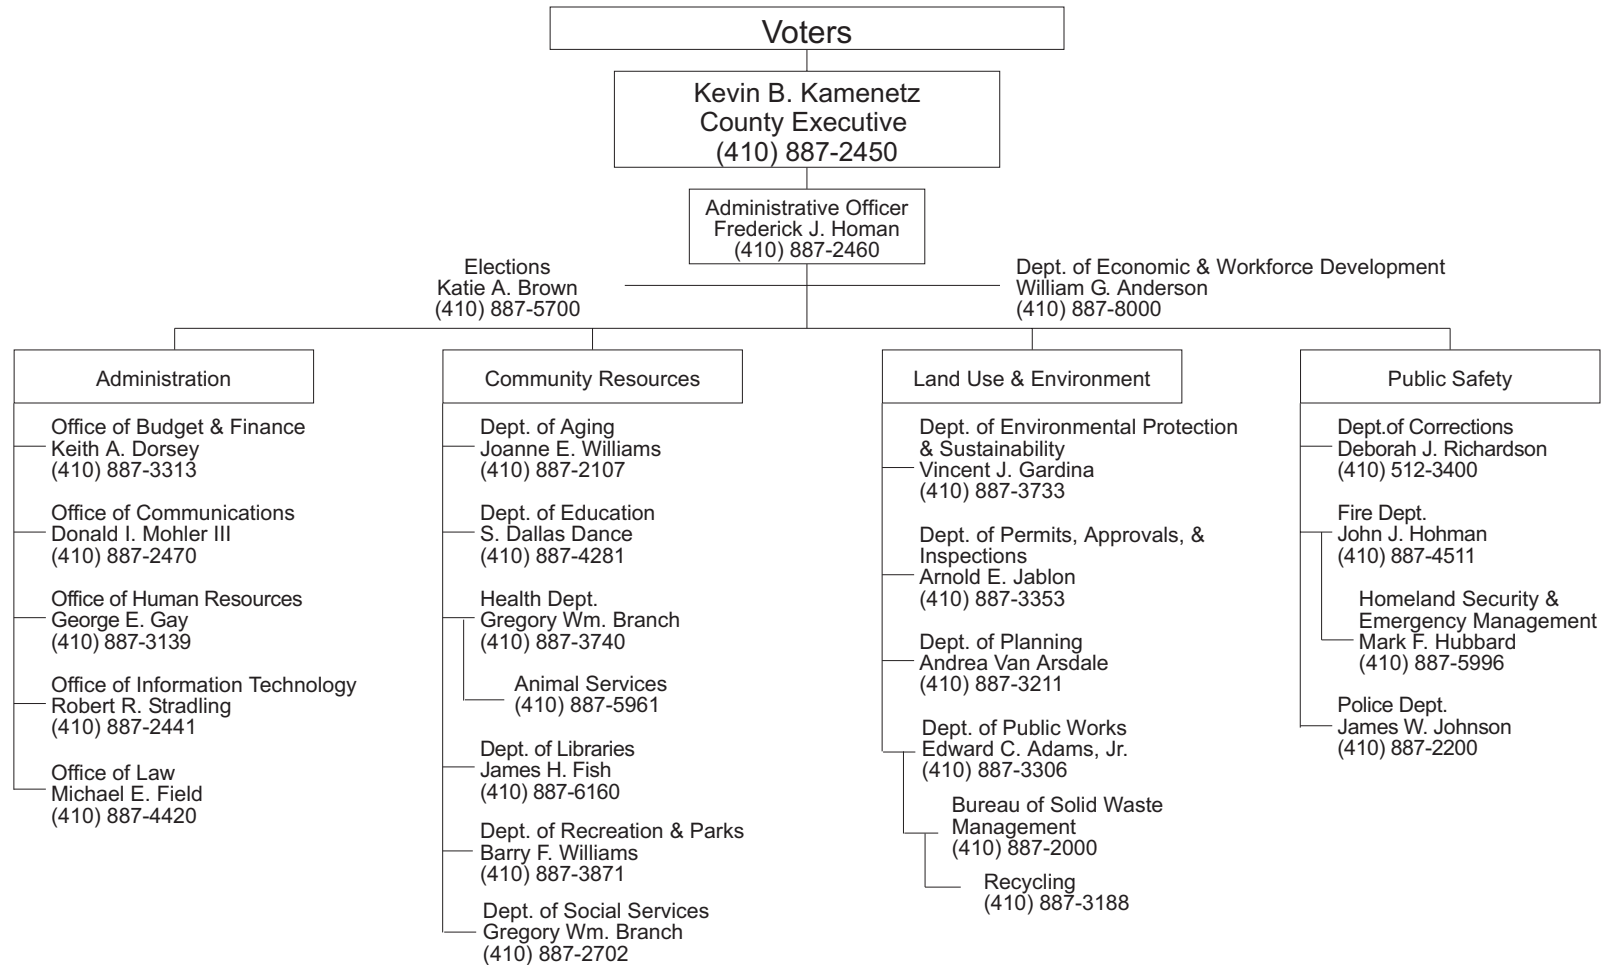 Voters
Kevin B. Kamenetz
County Executive
(410) 887-2450
Administrative Officer
Frederick J. Homan
(410) 887-2460
Elections
Katie A. Brown
(410) 887-5700
Dept. of Economic & Workforce Development
William G. Anderson
(410) 887-8000
Administration
Office of Budget & Finance
Keith A. Dorsey
(410) 887-3313
Office of Communications
Donald I. Mohler III
(410) 887-2470
Office of Human Resources
George E. Gay
(410) 887-3139
Office of Information Technology
Robert R. Stradling
(410) 887-2441
Office of Law
Michael E. Field
(410) 887-4420
Community Resources
Dept. of Aging
Joanne E. Williams
(410) 887-2107
Dept. of Education
S. Dallas Dance
(410) 887-4281
Health Dept.
Gregory Wm. Branch
(410) 887-3740
Animal Services
(410) 887-5961
Dept. of Libraries
James H. Fish
(410) 887-6160
Dept. of Recreation & Parks
Barry F. Williams
(410) 887-3871
Dept. of Social Services
Gregory Wm. Branch
(410) 887-2702
Land Use & Environment
Dept. of Environmental Protection
& Sustainability
Vincent J. Gardina
(410) 887-3733
Dept. of Permits, Approvals, &
Inspections
Arnold E. Jablon
(410) 887-3353
Dept. of Planning
Andrea Van Arsdale
(410) 887-3211
Dept. of Public Works
Edward C. Adams, Jr.
(410) 887-3306
Bureau of Solid Waste
Management
(410) 887-2000
Recycling
(410) 887-3188
Public Safety
Dept.of Corrections
Deborah J. Richardson
(410) 512-3400
Fire Dept.
John J. Hohman
(410) 887-4511
Homeland Security &
Emergency Management
Mark F. Hubbard
(410) 887-5996
Police Dept.
James W. Johnson
(410) 887-2200